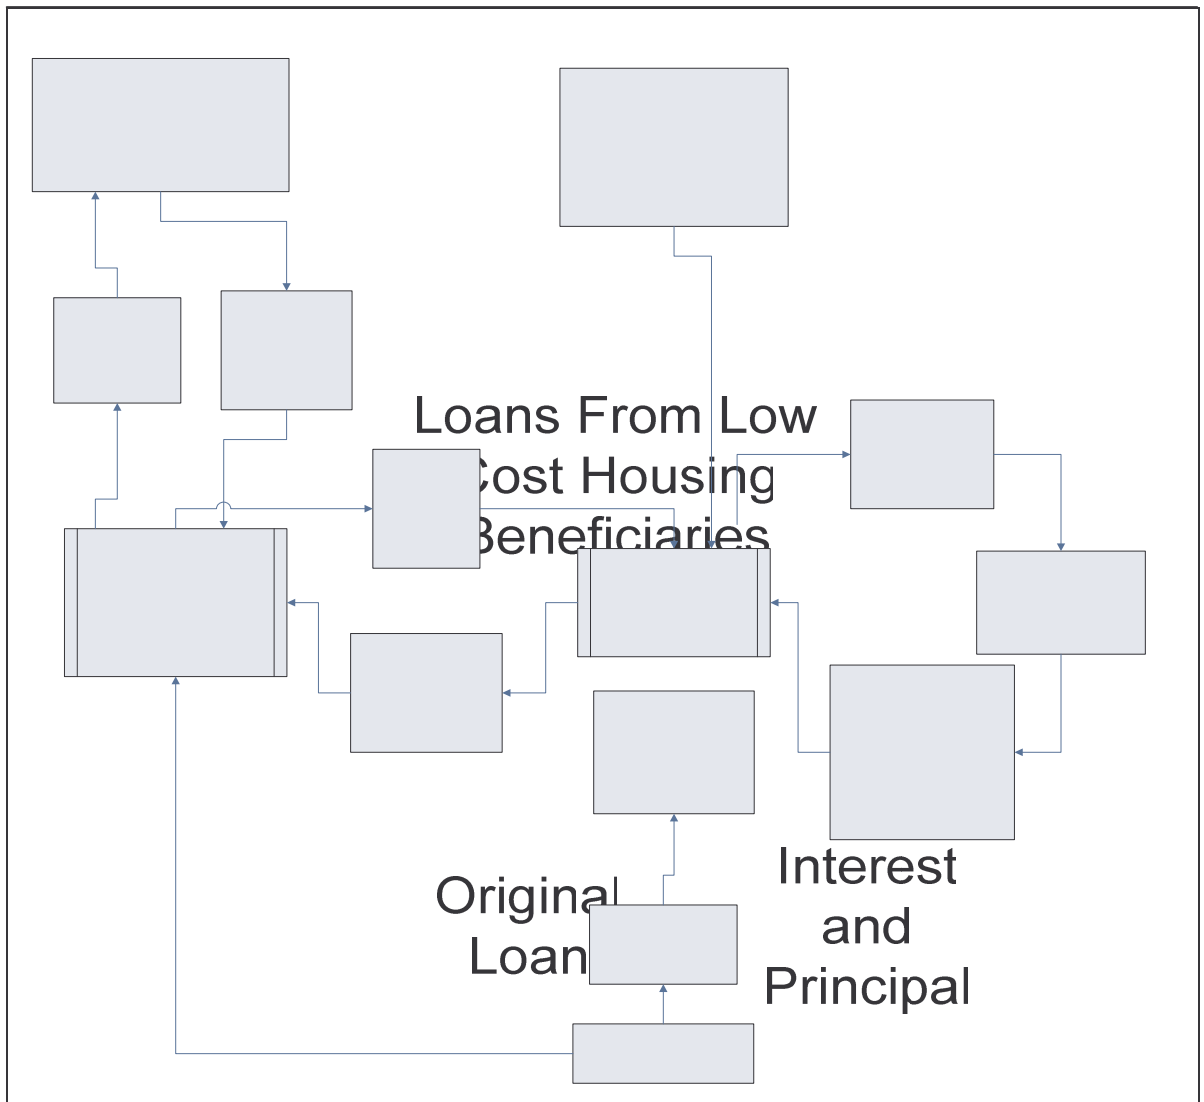 Loans From Low
Cost Housing
Beneficiaries
Original
Loan
Interest
and
Principal